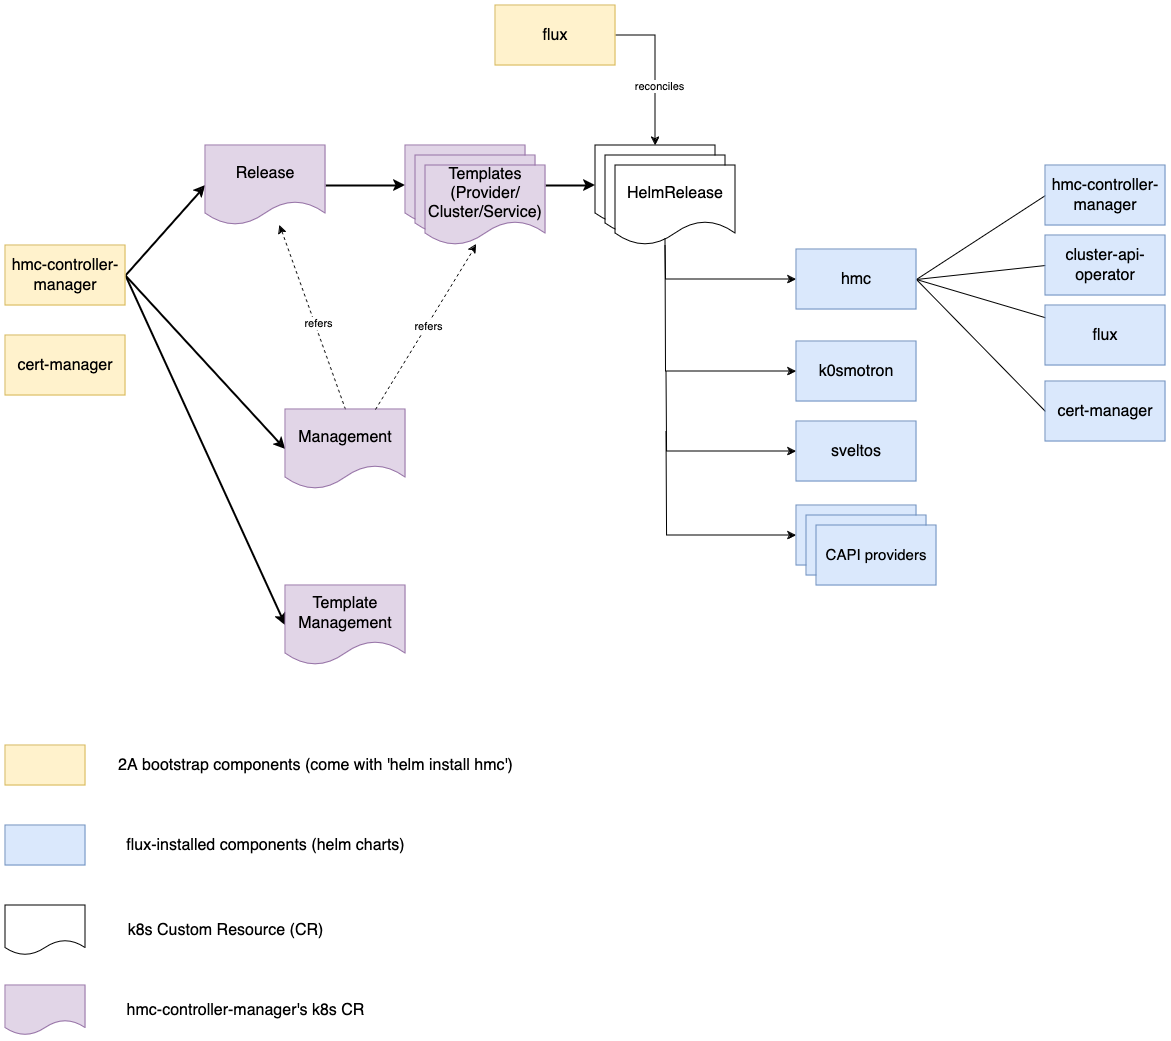 flux
reconciles
Release
Templates
(Provider/
Cluster/Service)
HelmRelease
hmc-controller-
manager
cert-manager
refers
refers
Management
Template
Management
hmc
k0smotron
sveltos
CAPI providers
hmc-controller-
manager
cluster-api-
operator
flux
cert-manager
2A bootstrap components (come with 'helm install hmc')
flux-installed components (helm charts)
k8s Custom Resource (CR)
hmc-controller-manager's k8s CR